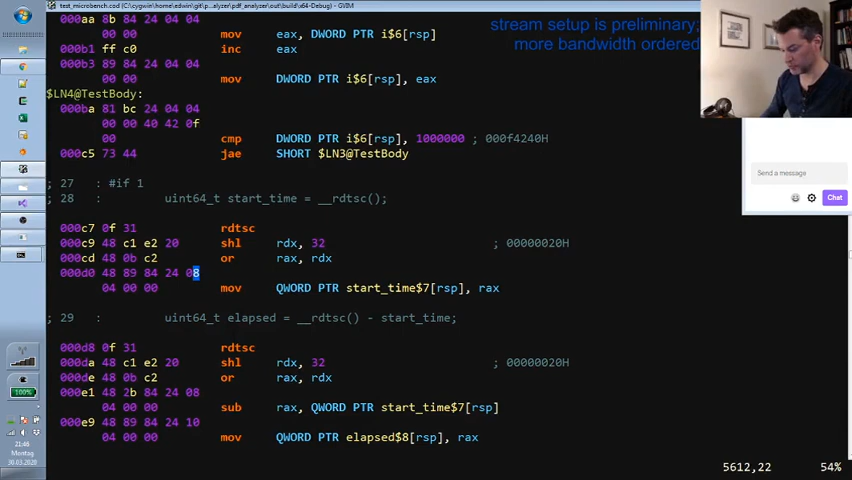 test_microbench.cod (C:\cygwin\home\edwin\git\p...alyzer\pdf_analyzer\out\build\x64-Debug) - GVIM
stream setup is preliminary;
more bandwidth ordered
000aa 8b 84 24 04 04
00 00 mov eax, DWORD PTR i$6[rsp]
000b1 ff c0 inc eax
000b3 89 84 24 04 04
00 00 mov DWORD PTR i$6[rsp], eax
$LN4@TestBody:
000ba 81 bc 24 04 04
00 00 40 42 0f
00 cmp DWORD PTR i$6[rsp], 1000000 ; 000f4240H
000c5 73 44 jae SHORT $LN3@TestBody
; 27 : #if 1
; 28 : uint64_t start_time = __rdtsc();
000c7 0f 31 rdtsc
000c9 48 c1 e2 20 shl rdx, 32 ; 00000020H
000cd 48 0b c2 or rax, rdx
000d0 48 89 84 24 08
04 00 00 mov QWORD PTR start_time$7[rsp], rax
; 29 : uint64_t elapsed = __rdtsc() - start_time;
000d8 0f 31 rdtsc
000da 48 c1 e2 20 shl rdx, 32 ; 00000020H
000de 48 0b c2 or rax, rdx
000e1 48 2b 84 24 08
04 00 00 sub rax, QWORD PTR start_time$7[rsp]
000e9 48 89 84 24 10
04 00 00 mov QWORD PTR elapsed$8[rsp], rax
5612,22 54%
Send a message
Chat
100%
21:46
Montag
30.03.2020